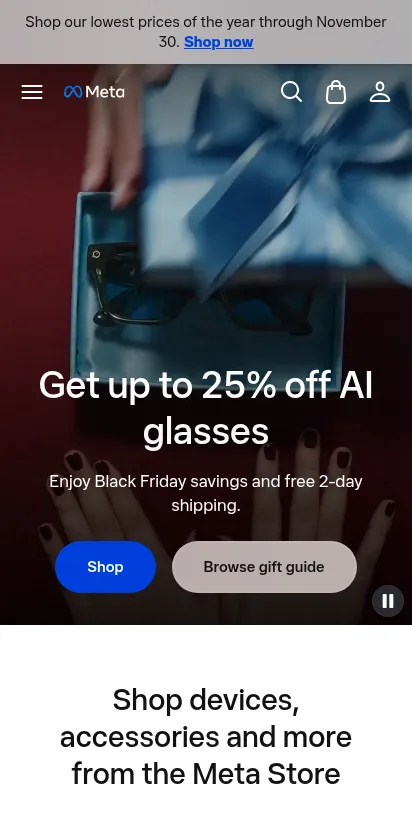 Shop our lowest prices of the year through November
30. Shop now
Meta
Get up to 25% off AI
glasses
Enjoy Black Friday savings and free 2-day
shipping.
Shop
Browse gift guide
Shop devices,
accessories and more
from the Meta Store